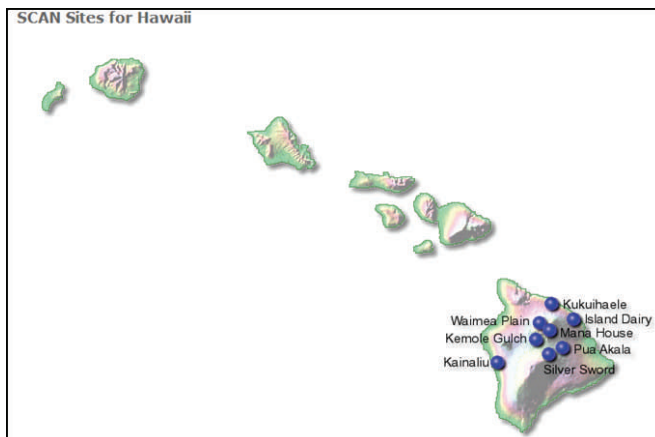 SCAN Sites for Hawaii
Kukuihaele
Island Dairy
Waimea Plain
Mana House
Kemole Gulch
Pua Akala
Kainaliu
Silver Sword